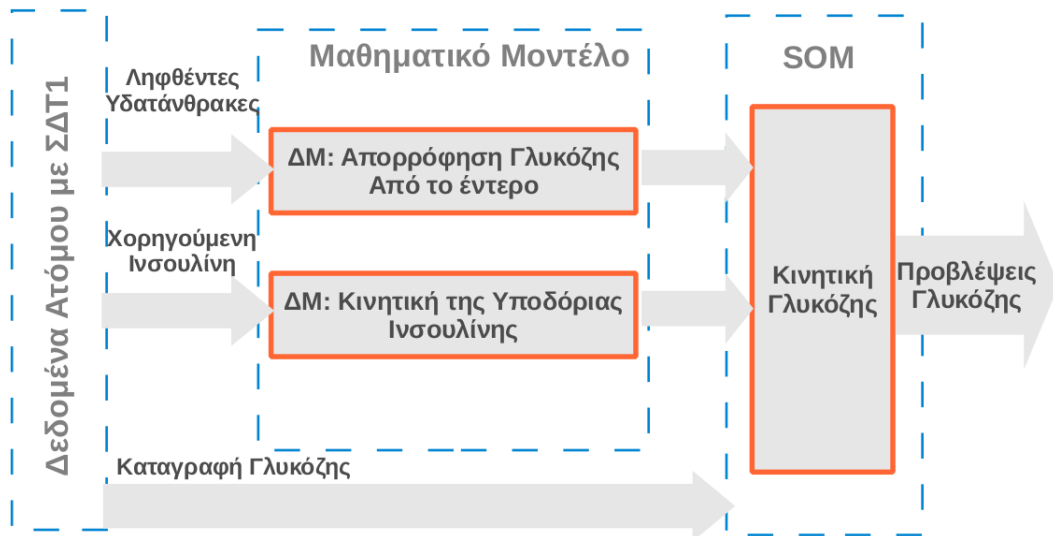 Δεδομένα Ατόμου με ΣΔΤ1
Ληφθέντες
Υδατάνθρακες
Χορηγούμενη
Ινσουλίνη
Καταγραφή Γλυκόζης
Μαθηματικό Μοντέλο
ΔΜ: Απορρόφηση Γλυκόζης
Από το έντερο
ΔΜ: Κινητική της Υποδόριας
Ινσουλίνης
SOM
Κινητική
Γλυκόζης
Προβλέψεις
Γλυκόζης